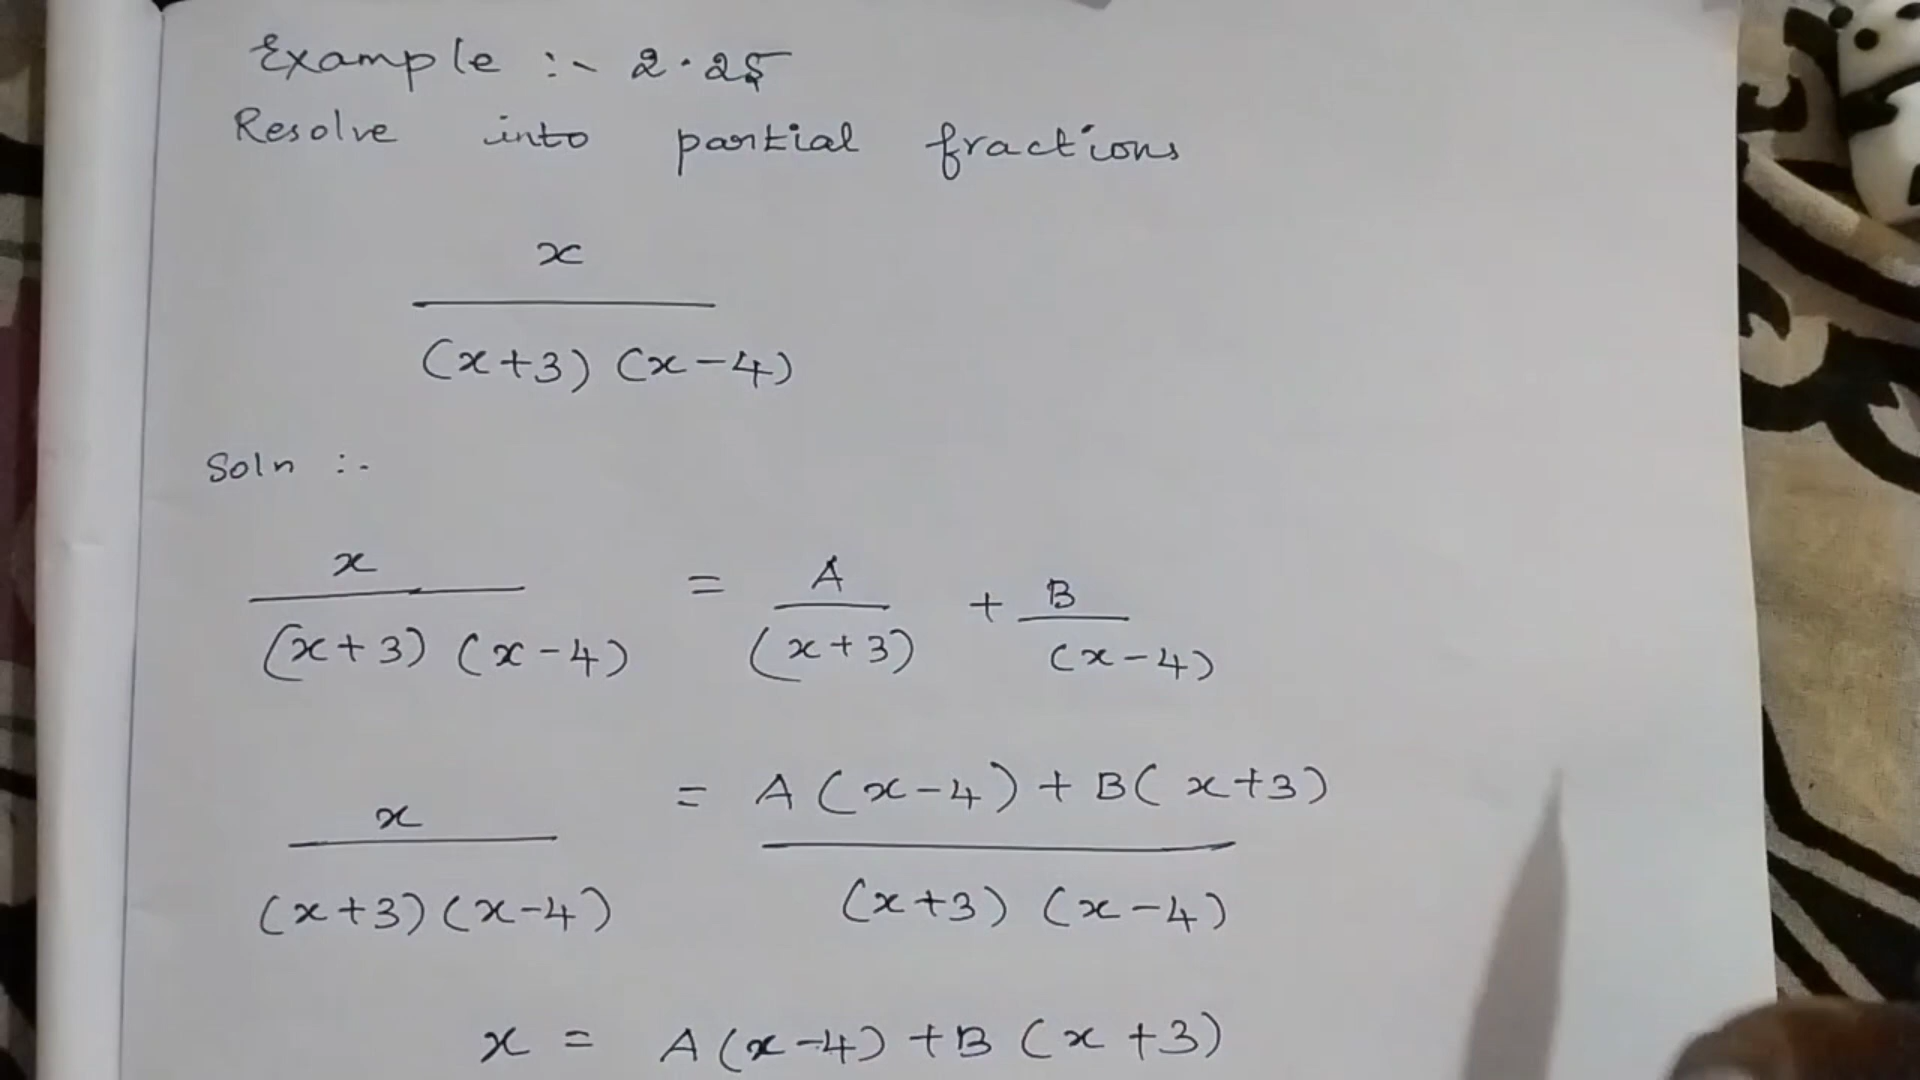 Example :- 2.25
Resolve into partial fractions
x
(x+3) (x-4)
Soln :-
x = A + B
(x+3) (x-4) (x+3) (x-4)
x = A(x-4) + B(x+3)
(x+3)(x-4) (x+3) (x-4)
x = A(x-4) + B (x+3)